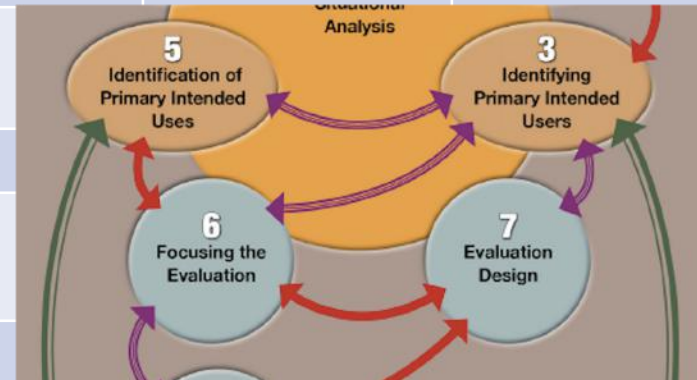 Situational
Analysis
5
Identification of
Primary Intended
Uses
3
Identifying
Primary Intended
Users
6
Focusing the
Evaluation
7
Evaluation
Design